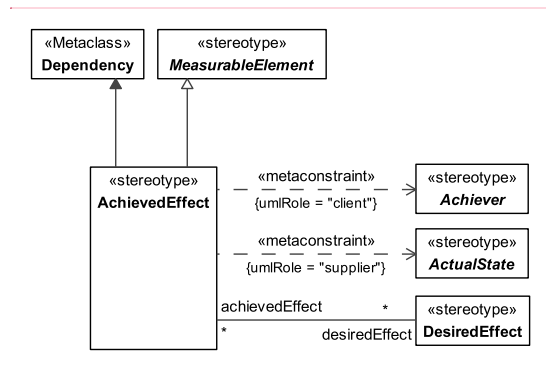 «Metaclass»
Dependency
«stereotype»
MeasurableElement
«stereotype»
AchievedEffect
«metaconstraint»
{umlRole = "client"}
«stereotype»
Achiever
«metaconstraint»
{umlRole = "supplier"}
«stereotype»
ActualState
achievedEffect
*
*
desiredEffect
«stereotype»
DesiredEffect